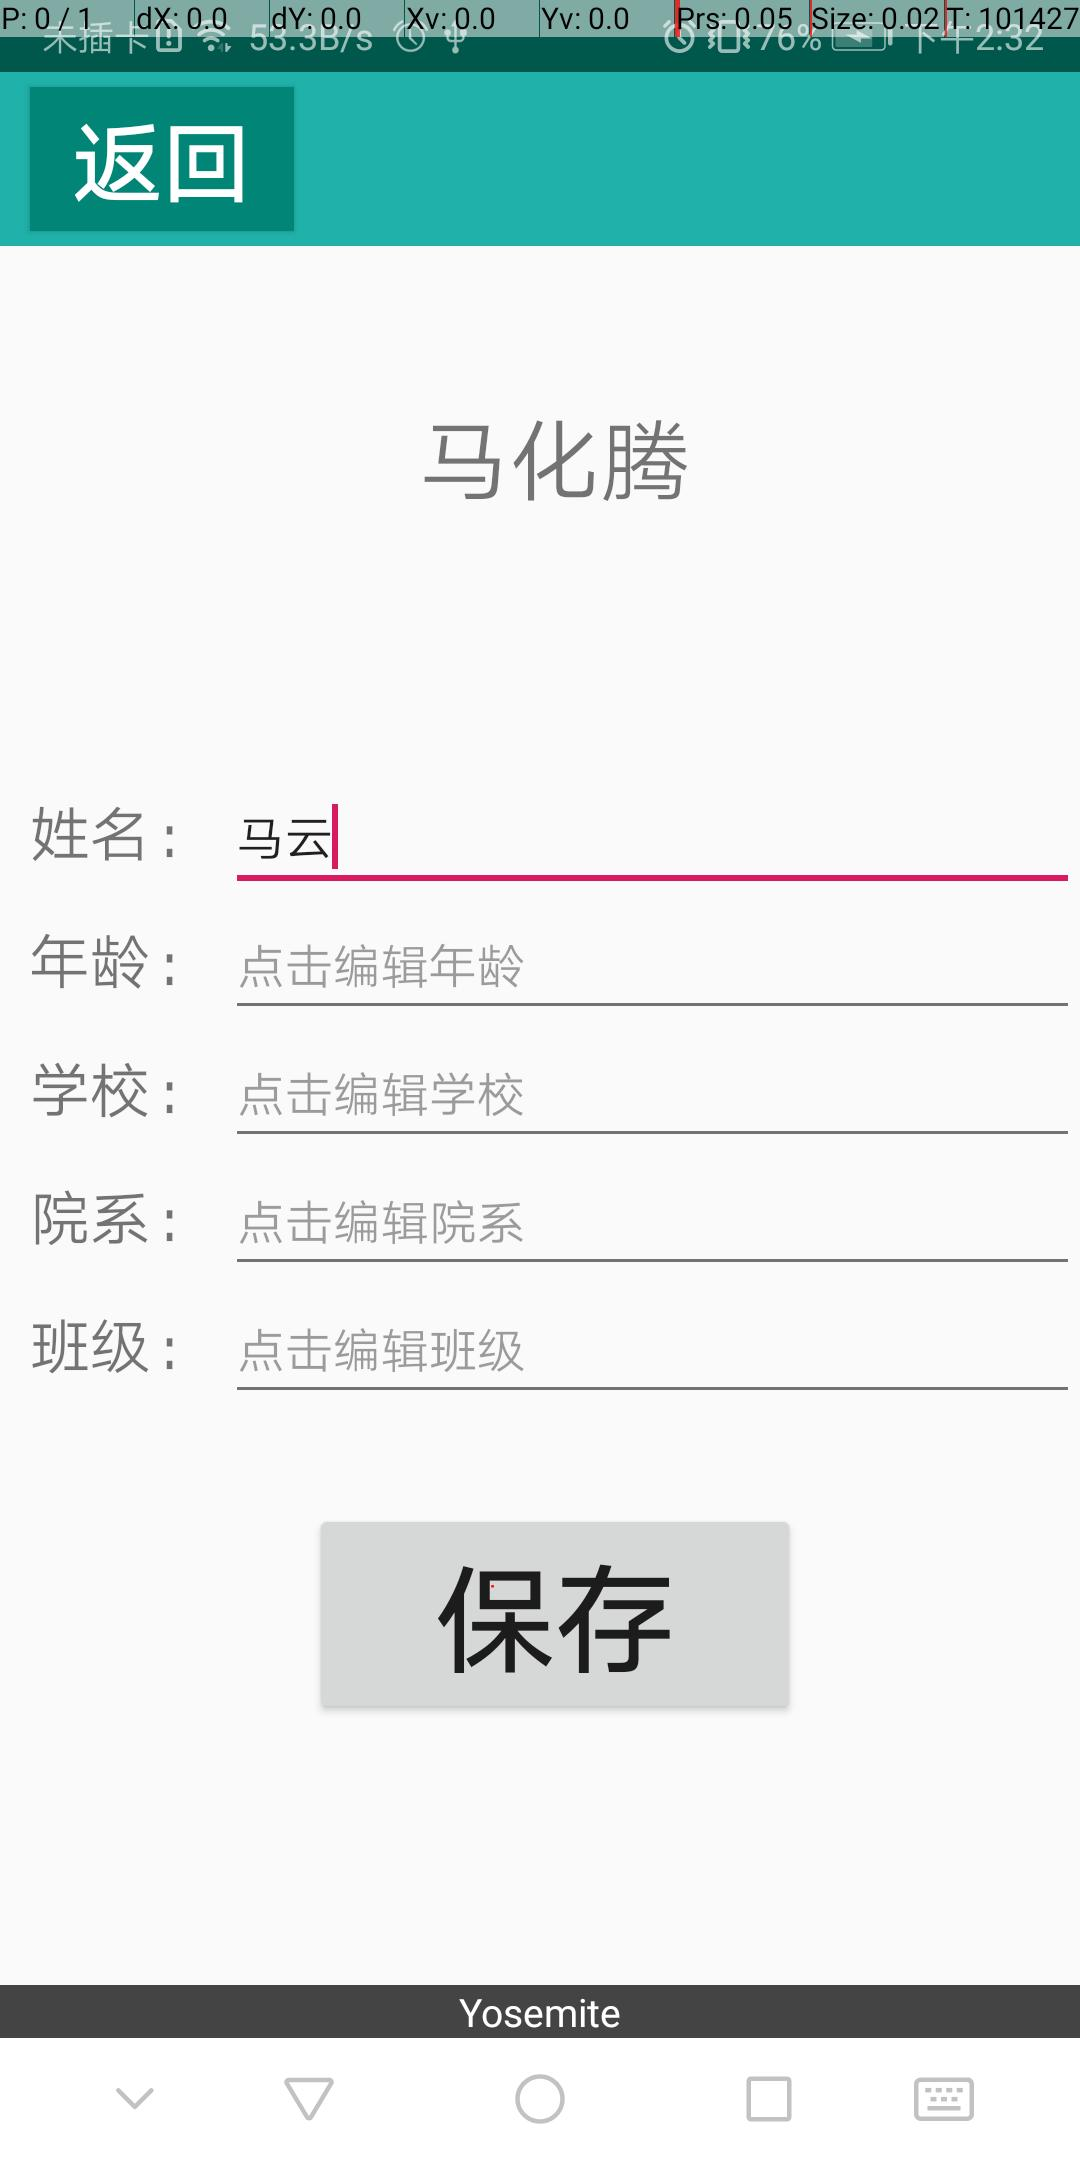 P: 0 / 1 dX: 0.0 dY: 0.0 Xv: 0.0 Yv: 0.0 Prs: 0.05 Size: 0.02 T: 101427
未插卡 53.3B/s 76% 下午2:32
返回
马化腾
姓名: 马云
年龄: 点击编辑年龄
学校: 点击编辑学校
院系: 点击编辑院系
班级: 点击编辑班级
保存
Yosemite